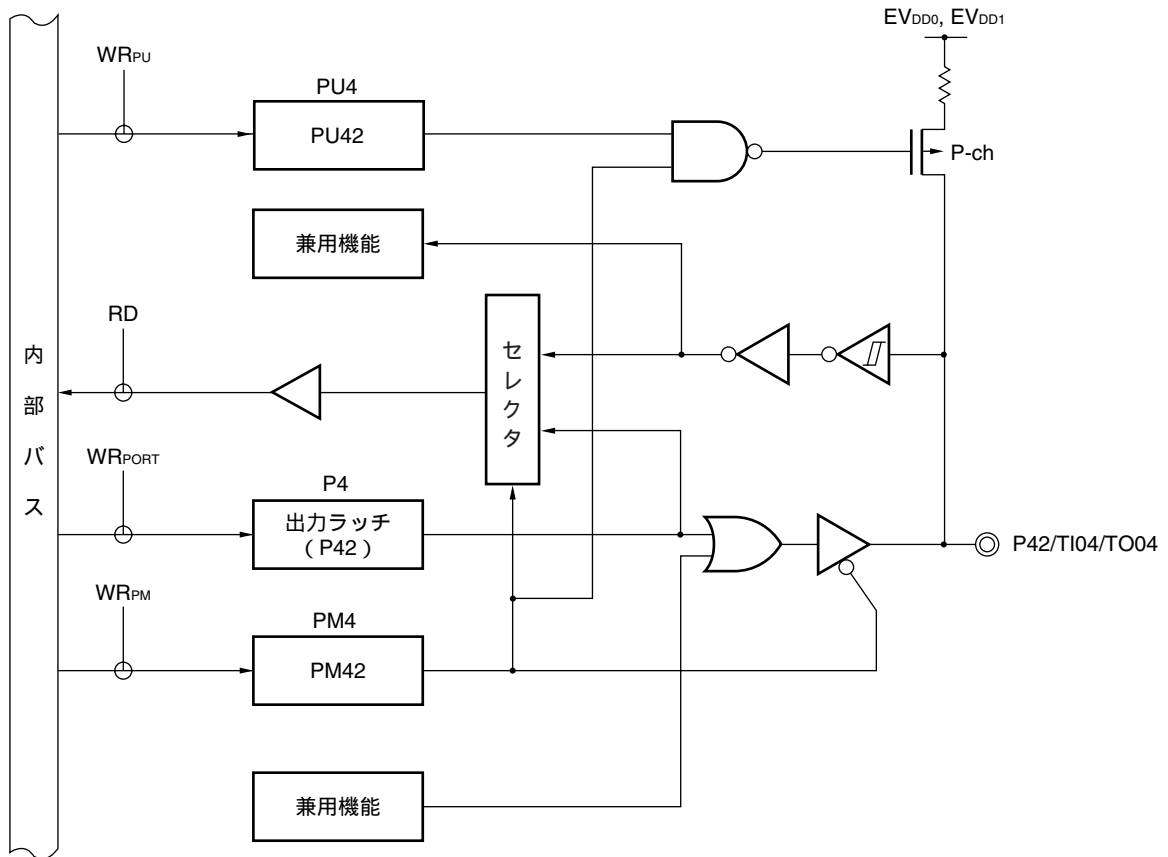 EVDD0, EVDD1
WRPU
PU4
PU42
P-ch
兼用機能
RD
セレクタ
内部バス
WRPORT
P4
出力ラッチ
(P42)
P42/TI04/TO04
WRPM
PM4
PM42
兼用機能